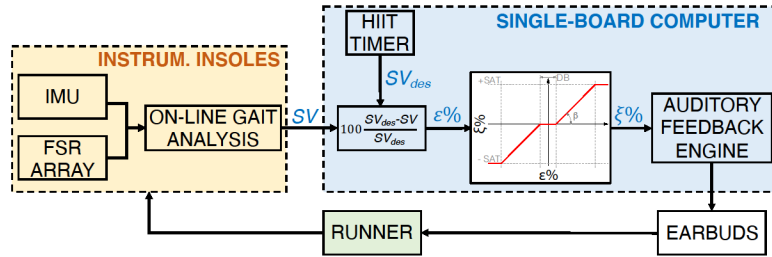 INSTRUM. INSOLES
IMU
FSR
ARRAY
ON-LINE GAIT
ANALYSIS
SV
SINGLE-BOARD COMPUTER
HIIT
TIMER
SV_des
100 (SV_des-SV)/SV_des
ε%
+SAT
DB
ξ%
β
-SAT
ε%
ξ%
AUDITORY
FEEDBACK
ENGINE
RUNNER
EARBUDS